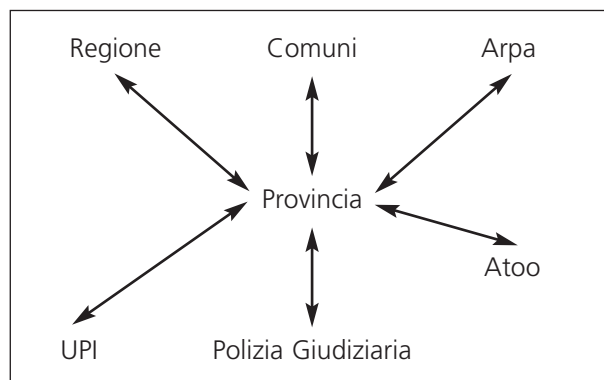 Regione
Comuni
Arpa
Provincia
Atoo
UPI
Polizia Giudiziaria